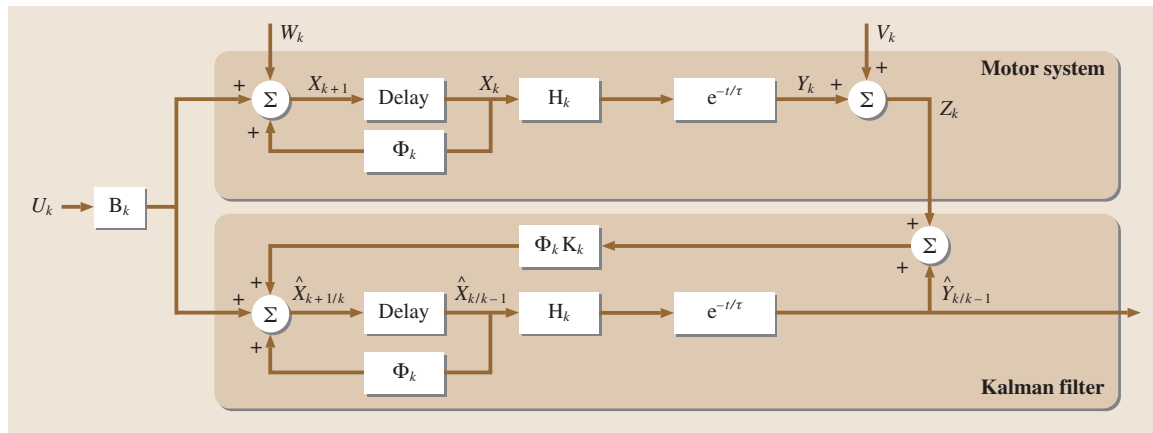 W_k
V_k
+ + Motor system
X_{k+1} X_k Y_k +
Σ Delay H_k e^{−t/τ} Σ
+ Z_k
Φ_k
U_k B_k
+
Φ_k K_k Σ
+ +
+ X̂_{k+1/k} X̂_{k/k−1} Ŷ_{k/k−1}
Σ Delay H_k e^{−t/τ}
+
Φ_k
Kalman filter